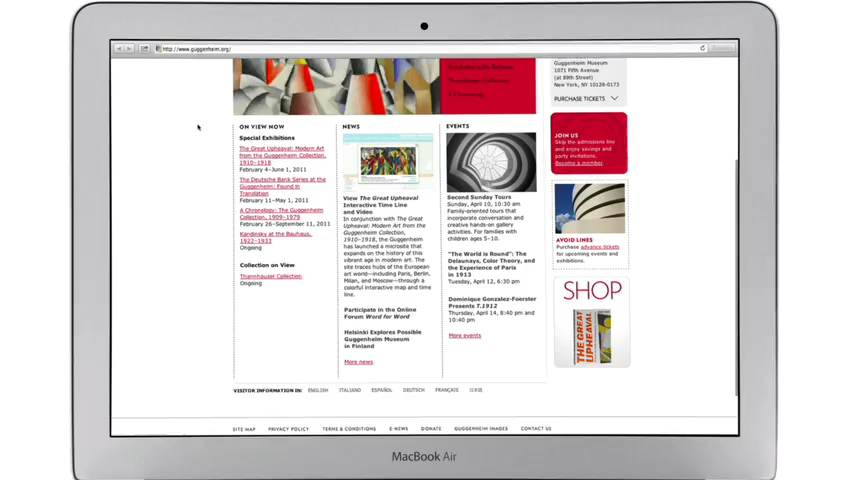 http://www.guggenheim.org/
Guggenheim Museum
1071 Fifth Avenue
(at 89th Street)
New York, NY 10128-0173
PURCHASE TICKETS
ON VIEW NOW
Special Exhibitions
The Great Upheaval: Modern Art
from the Guggenheim Collection,
1910–1918
February 4–June 1, 2011
The Deutsche Bank Series at the
Guggenheim: Found in
Translation
February 11–May 1, 2011
A Chronology: The Guggenheim
Collection, 1909–1979
February 26–September 11, 2011
Kandinsky at the Bauhaus,
1922–1933
Ongoing
Collection on View
Thannhauser Collection
Ongoing
NEWS
View The Great Upheaval
Interactive Time Line
and Video
In conjunction with The Great
Upheaval: Modern Art from the
Guggenheim Collection,
1910–1918, the Guggenheim
has launched a microsite that
expands on the history of this
vibrant age in modern art. The
site traces hubs of the European
art world—including Paris, Berlin,
Milan, and Moscow—through a
colorful interactive map and time
line.
Participate in the Online
Forum Word for Word
Helsinki Explores Possible
Guggenheim Museum
in Finland
More news
EVENTS
Second Sunday Tours
Sunday, April 10, 10:30 am
Family-oriented tours that
incorporate conversation and
creative hands-on gallery
activities. For families with
children ages 5–10.
"The World is Round": The
Delaunays, Color Theory, and
the Experience of Paris
in 1913
Tuesday, April 12, 6:30 pm
Dominique Gonzalez-Foerster
Presents T.1912
Thursday, April 14, 8:40 pm and
10:40 pm
More events
JOIN US
Skip the admissions line
and enjoy savings and
party invitations.
Become a member.
AVOID LINES
Purchase advance tickets
for upcoming events and
exhibitions.
SHOP
THE GREAT
UPHEAVAL
VISITOR INFORMATION IN: ENGLISH ITALIANO ESPAÑOL DEUTSCH FRANÇAIS
SITE MAP PRIVACY POLICY TERMS & CONDITIONS E-NEWS DONATE GUGGENHEIM IMAGES CONTACT US
MacBook Air